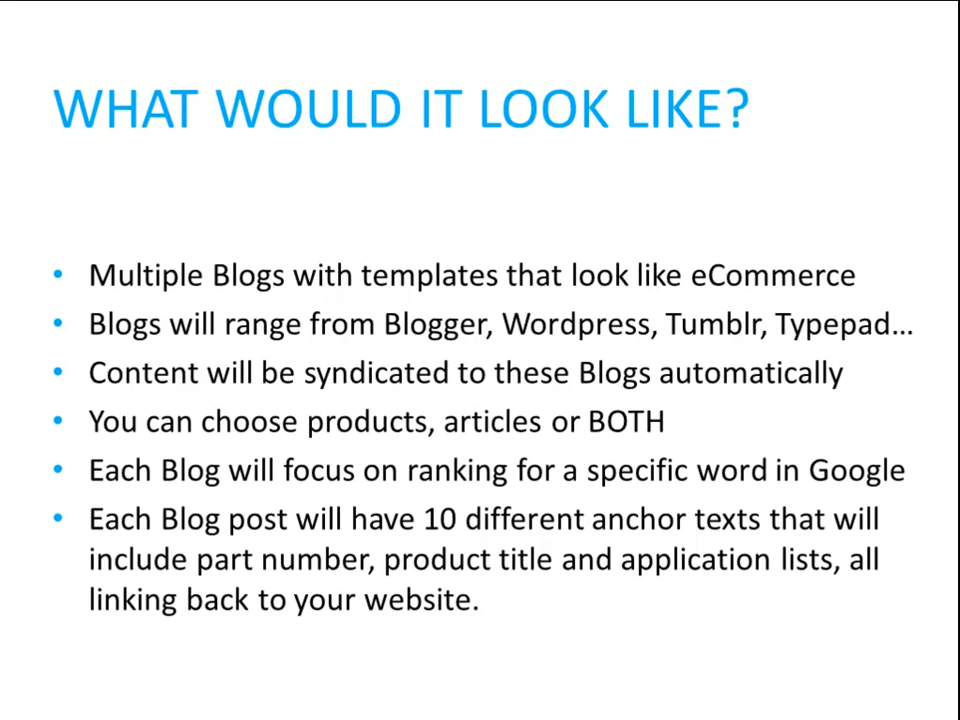 WHAT WOULD IT LOOK LIKE?
• Multiple Blogs with templates that look like eCommerce
• Blogs will range from Blogger, Wordpress, Tumblr, Typepad...
• Content will be syndicated to these Blogs automatically
• You can choose products, articles or BOTH
• Each Blog will focus on ranking for a specific word in Google
• Each Blog post will have 10 different anchor texts that will
include part number, product title and application lists, all
linking back to your website.